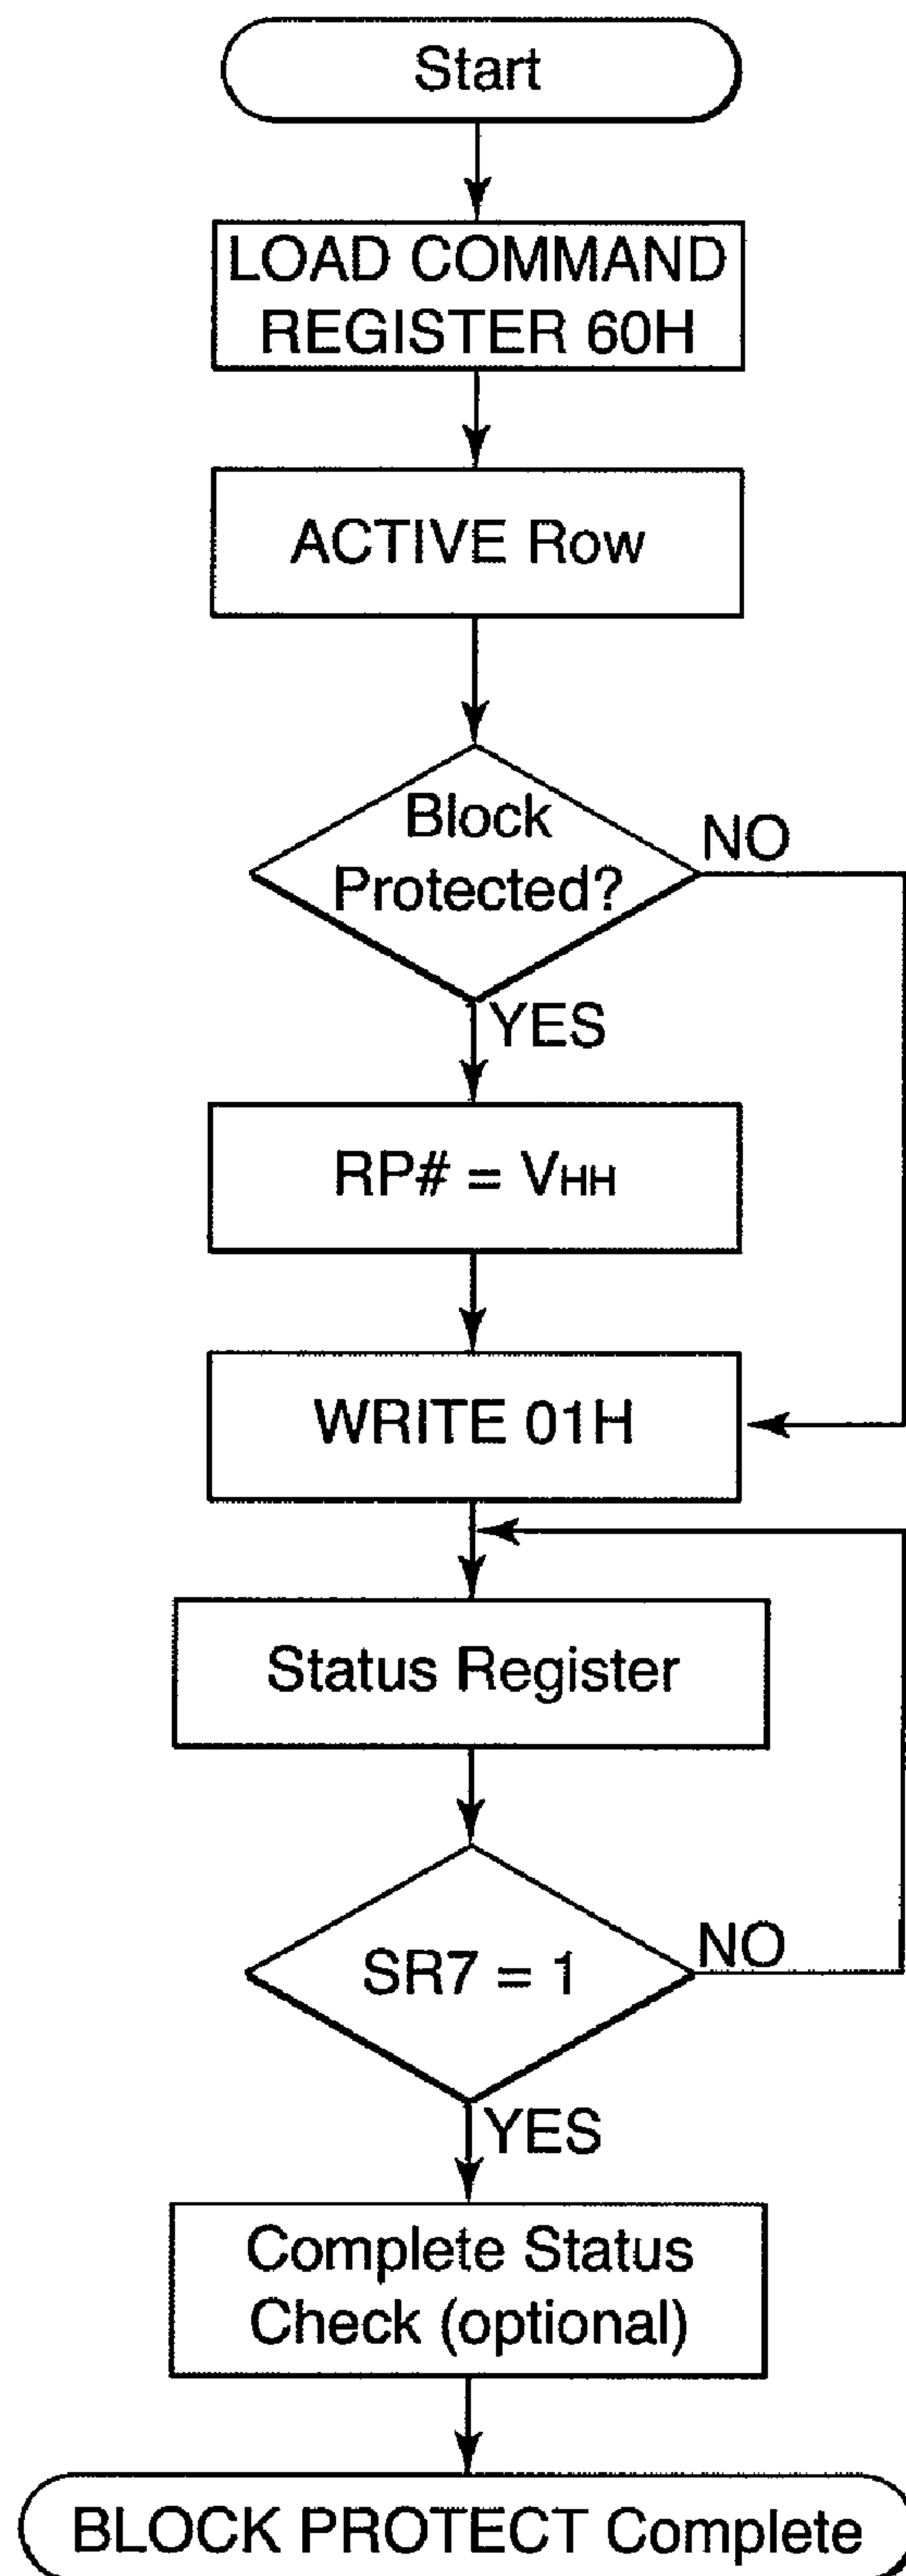 Start
LOAD COMMAND
REGISTER 60H
ACTIVE Row
Block
Protected?
NO
YES
RP# = VHH
WRITE 01H
Status Register
SR7 = 1
NO
YES
Complete Status
Check (optional)
BLOCK PROTECT Complete